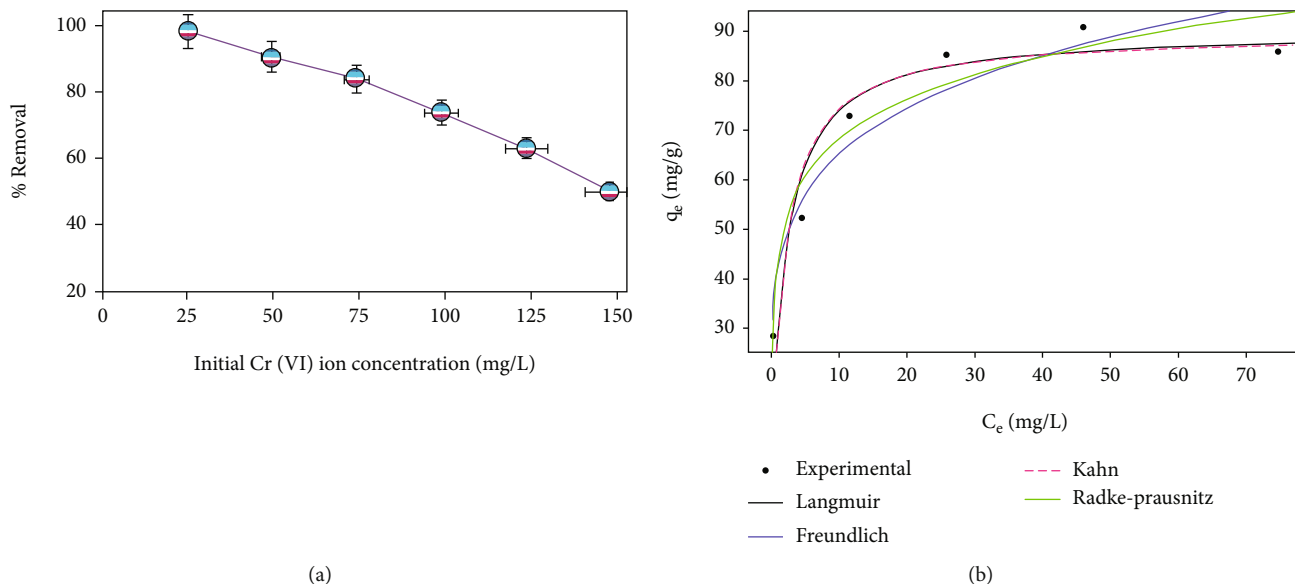 100
80
60
40
20
% Removal
0
25
50
75
100
125
150
Initial Cr (VI) ion concentration (mg/L)
(a)
90
80
70
60
50
40
30
qₑ (mg/g)
0
10
20
30
40
50
60
70
Cₑ (mg/L)
Experimental
Langmuir
Freundlich
Kahn
Radke-prausnitz
(b)